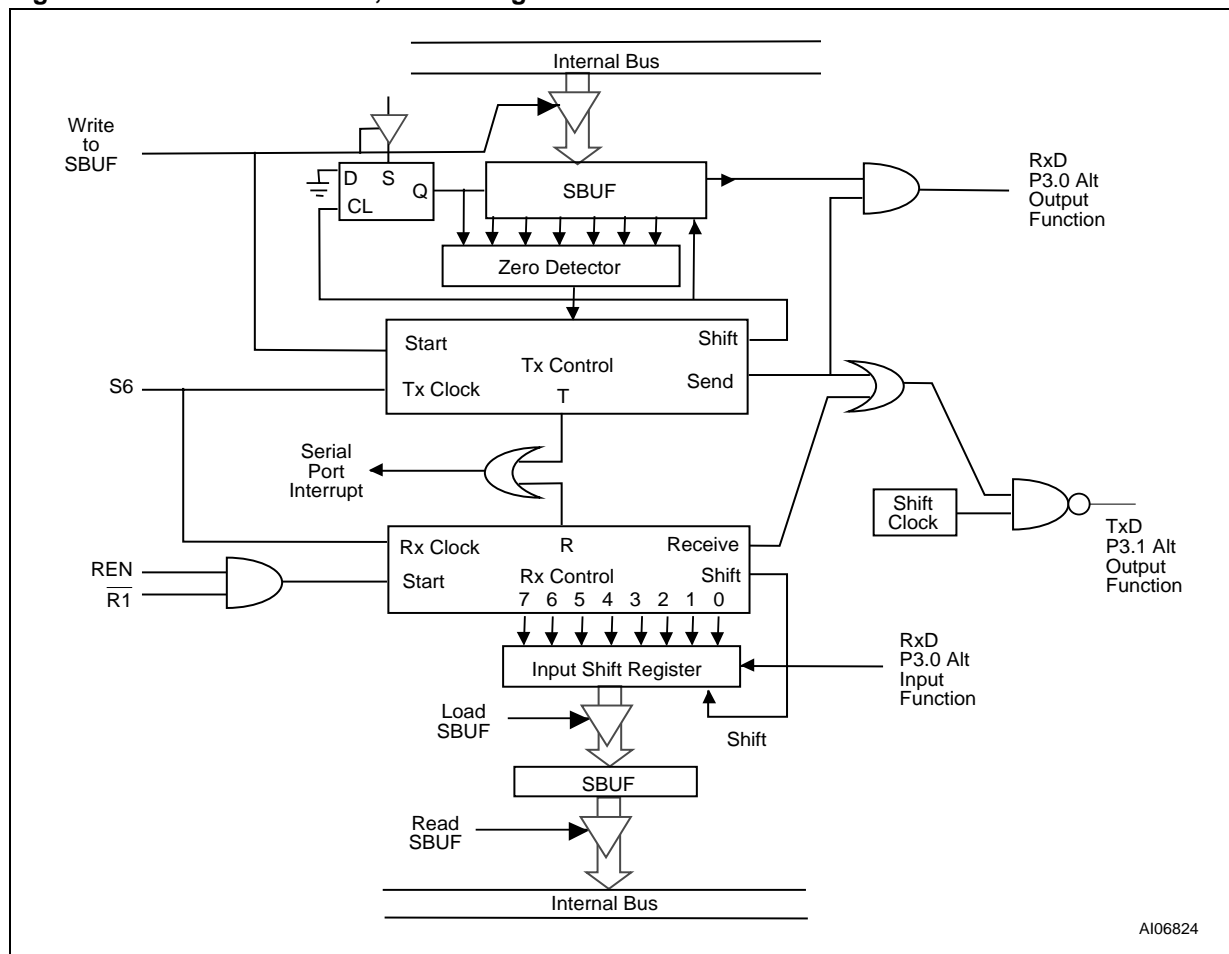 Internal Bus
Write
to
SBUF
D S
Q
CL
SBUF
RxD
P3.0 Alt
Output
Function
Zero Detector
Start
Shift
Tx Control
S6
Tx Clock
Send
T
Serial
Port
Interrupt
Shift
Clock
TxD
P3.1 Alt
Output
Function
Rx Clock
R
Receive
REN
R1
Start
Rx Control
Shift
7 6 5 4 3 2 1 0
Input Shift Register
RxD
P3.0 Alt
Input
Function
Load
SBUF
Shift
SBUF
Read
SBUF
Internal Bus
AI06824